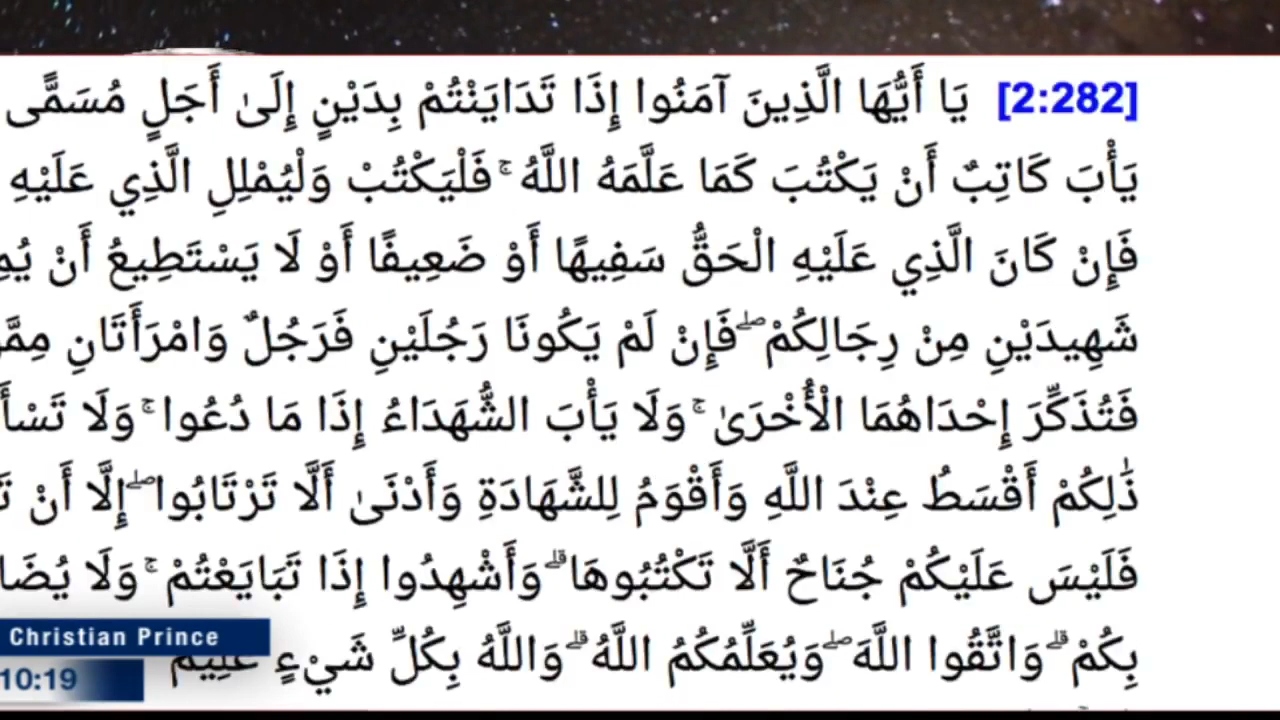 [2:282] يَا أَيُّهَا الَّذِينَ آمَنُوا إِذَا تَدَايَنْتُمْ بِدَيْنٍ إِلَىٰ أَجَلٍ مُسَمًّى
يَأْبَ كَاتِبٌ أَنْ يَكْتُبَ كَمَا عَلَّمَهُ اللَّهُ ۚ فَلْيَكْتُبْ وَلْيُمْلِلِ الَّذِي عَلَيْهِ
فَإِنْ كَانَ الَّذِي عَلَيْهِ الْحَقُّ سَفِيهًا أَوْ ضَعِيفًا أَوْ لَا يَسْتَطِيعُ أَنْ
شَهِيدَيْنِ مِنْ رِجَالِكُمْ ۖ فَإِنْ لَمْ يَكُونَا رَجُلَيْنِ فَرَجُلٌ وَامْرَأَتَانِ
فَتُذَكِّرَ إِحْدَاهُمَا الْأُخْرَىٰ ۚ وَلَا يَأْبَ الشُّهَدَاءُ إِذَا مَا دُعُوا ۚ وَلَا
ذَٰلِكُمْ أَقْسَطُ عِنْدَ اللَّهِ وَأَقْوَمُ لِلشَّهَادَةِ وَأَدْنَىٰ أَلَّا تَرْتَابُوا ۖ إِلَّا أَنْ
فَلَيْسَ عَلَيْكُمْ جُنَاحٌ أَلَّا تَكْتُبُوهَا ۗ وَأَشْهِدُوا إِذَا تَبَايَعْتُمْ ۚ وَلَا
بِكُمْ ۗ وَاتَّقُوا اللَّهَ ۖ وَيُعَلِّمُكُمُ اللَّهُ ۗ وَاللَّهُ بِكُلِّ شَيْءٍ عَلِيمٌ
Christian Prince
10:19